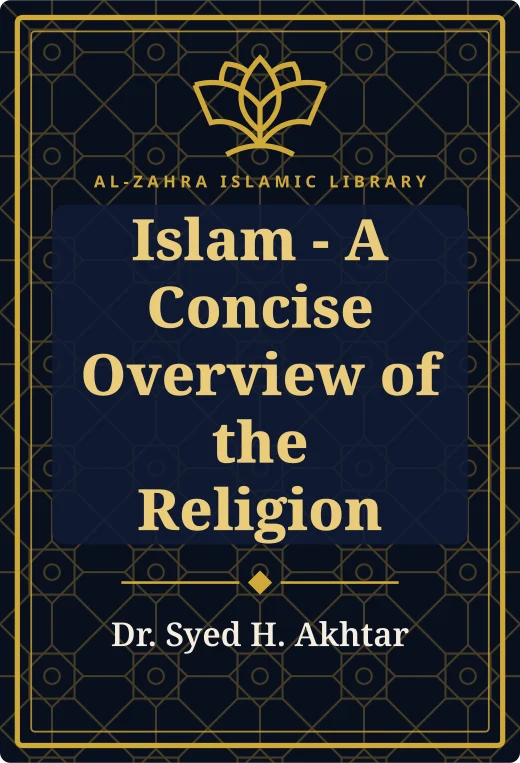 AL-ZAHRA ISLAMIC LIBRARY
Islam - A
Concise
Overview of
the
Religion
Dr. Syed H. Akhtar